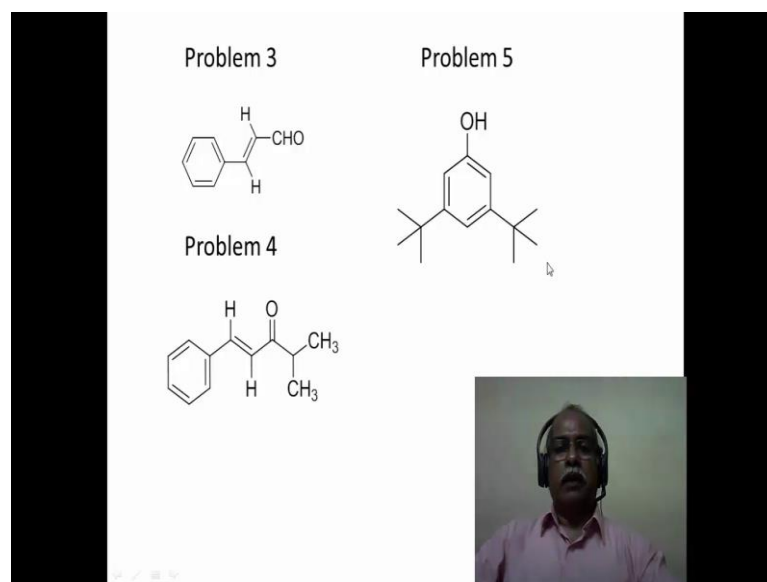 Problem 3
H
CHO
H
Problem 4
H
O
CH3
H
CH3
Problem 5
OH